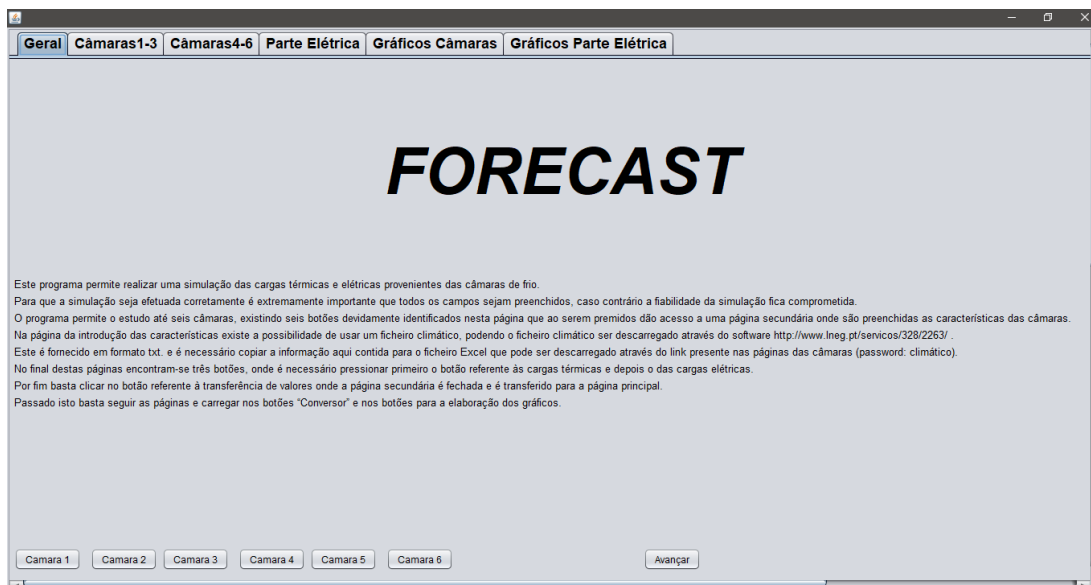 Geral Câmaras1-3 Câmaras4-6 Parte Elétrica Gráficos Câmaras Gráficos Parte Elétrica
FORECAST
Este programa permite realizar uma simulação das cargas térmicas e elétricas provenientes das câmaras de frio.
Para que a simulação seja efetuada corretamente é extremamente importante que todos os campos sejam preenchidos, caso contrário a fiabilidade da simulação fica comprometida.
O programa permite o estudo até seis câmaras, existindo seis botões devidamente identificados nesta página que ao serem premidos dão acesso a uma página secundária onde são preenchidas as características das câmaras.
Na página da introdução das características existe a possibilidade de usar um ficheiro climático, podendo o ficheiro climático ser descarregado através do software http://www.lneg.pt/servicos/328/2263/ .
Este é fornecido em formato txt. e é necessário copiar a informação aqui contida para o ficheiro Excel que pode ser descarregado através do link presente nas páginas das câmaras (password: climático).
No final destas páginas encontram-se três botões, onde é necessário pressionar primeiro o botão referente às cargas térmicas e depois o das cargas elétricas.
Por fim basta clicar no botão referente à transferência de valores onde a página secundária é fechada e é transferido para a página principal.
Passado isto basta seguir as páginas e carregar nos botões “Conversor” e nos botões para a elaboração dos gráficos.
Camara 1 Camara 2 Camara 3 Camara 4 Camara 5 Camara 6 Avançar